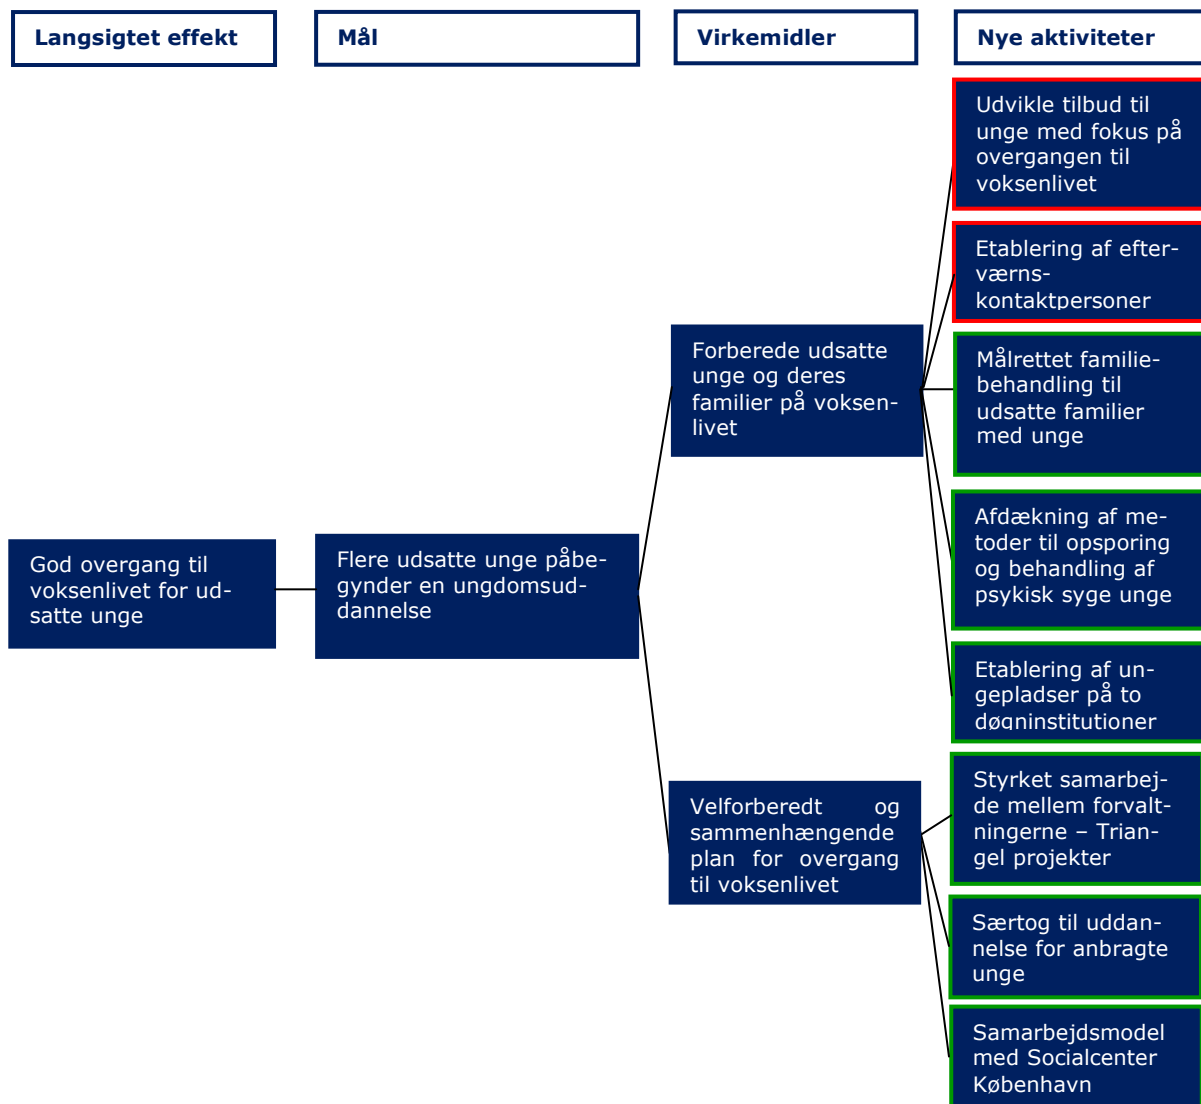 Langsigtet effekt
Mål
Virkemidler
Nye aktiviteter
God overgang til
voksenlivet for ud-
satte unge
Flere udsatte unge påbe-
gynder en ungdomsud-
dannelse
Forberede udsatte
unge og deres
familier på voksen-
livet
Velforberedt og
sammenhængende
plan for overgang
til voksenlivet
Udvikle tilbud til
unge med fokus på
overgangen til
voksenlivet
Etablering af efter-
værns-
kontaktpersoner
Målrettet familie-
behandling til
udsatte familier
med unge
Afdækning af me-
toder til opsporing
og behandling af
psykisk syge unge
Etablering af un-
gepladser på to
døgninstitutioner
Styrket samarbej-
de mellem forvalt-
ningerne – Trian-
gel projekter
Særtog til uddan-
nelse for anbragte
unge
Samarbejdsmodel
med Socialcenter
København